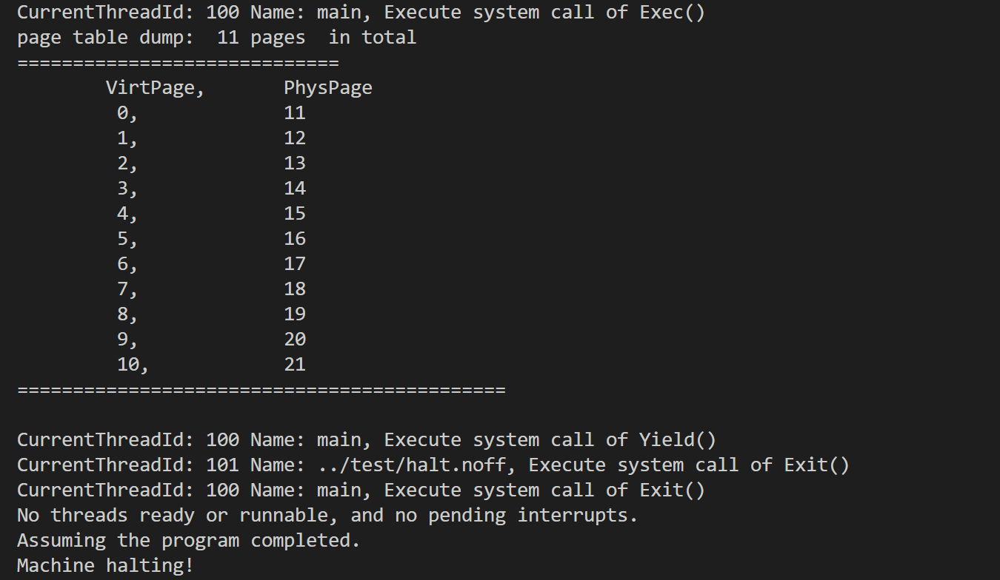 CurrentThreadId: 100 Name: main, Execute system call of Exec()
page table dump:  11 pages  in total
=============================
        VirtPage,       PhysPage
         0,             11
         1,             12
         2,             13
         3,             14
         4,             15
         5,             16
         6,             17
         7,             18
         8,             19
         9,             20
         10,            21
============================================

CurrentThreadId: 100 Name: main, Execute system call of Yield()
CurrentThreadId: 101 Name: ../test/halt.noff, Execute system call of Exit()
CurrentThreadId: 100 Name: main, Execute system call of Exit()
No threads ready or runnable, and no pending interrupts.
Assuming the program completed.
Machine halting!